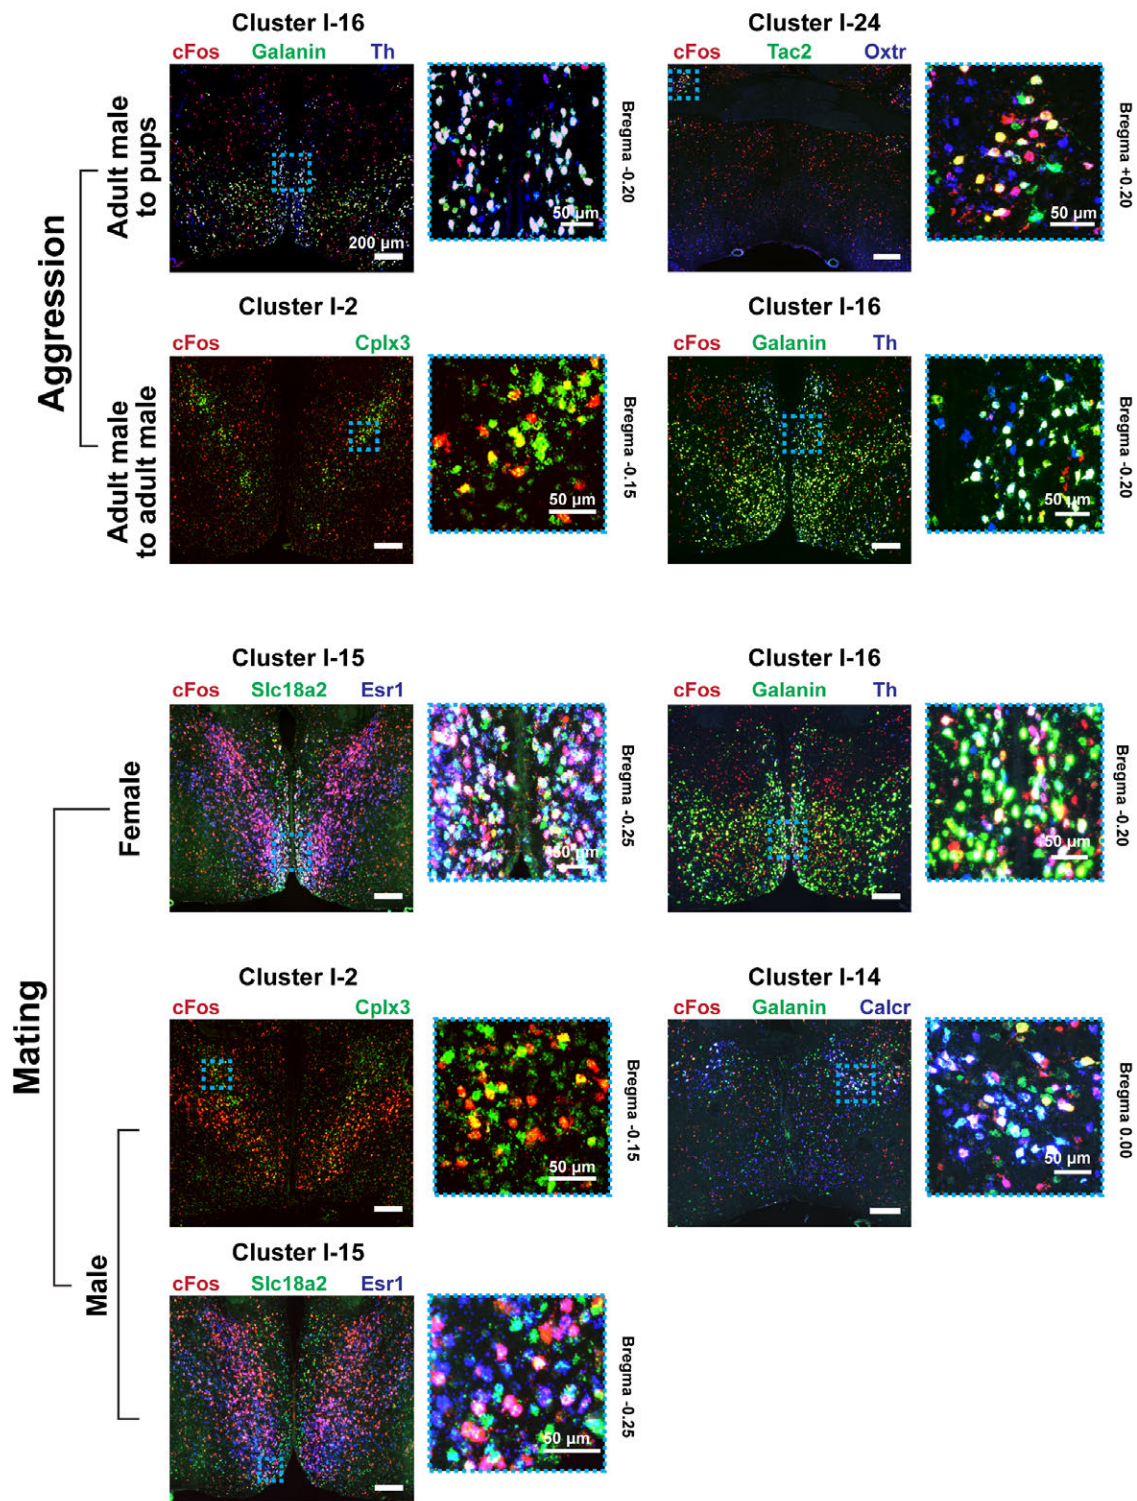 Cluster I-16
cFos Galanin Th
Cluster I-24
cFos Tac2 Oxtr
Aggression
Adult male
to pups
200 µm
50 µm
Bregma -0.20
50 µm
Bregma +0.20
Cluster I-2
cFos Cplx3
Cluster I-16
cFos Galanin Th
Adult male
to adult male
50 µm
Bregma -0.15
50 µm
Bregma -0.20
Cluster I-15
cFos Slc18a2 Esr1
Cluster I-16
cFos Galanin Th
Mating
Female
50 µm
Bregma -0.25
50 µm
Bregma -0.20
Cluster I-2
cFos Cplx3
Cluster I-14
cFos Galanin Calcr
Male
50 µm
Bregma -0.15
50 µm
Bregma 0.00
Cluster I-15
cFos Slc18a2 Esr1
50 µm
Bregma -0.25